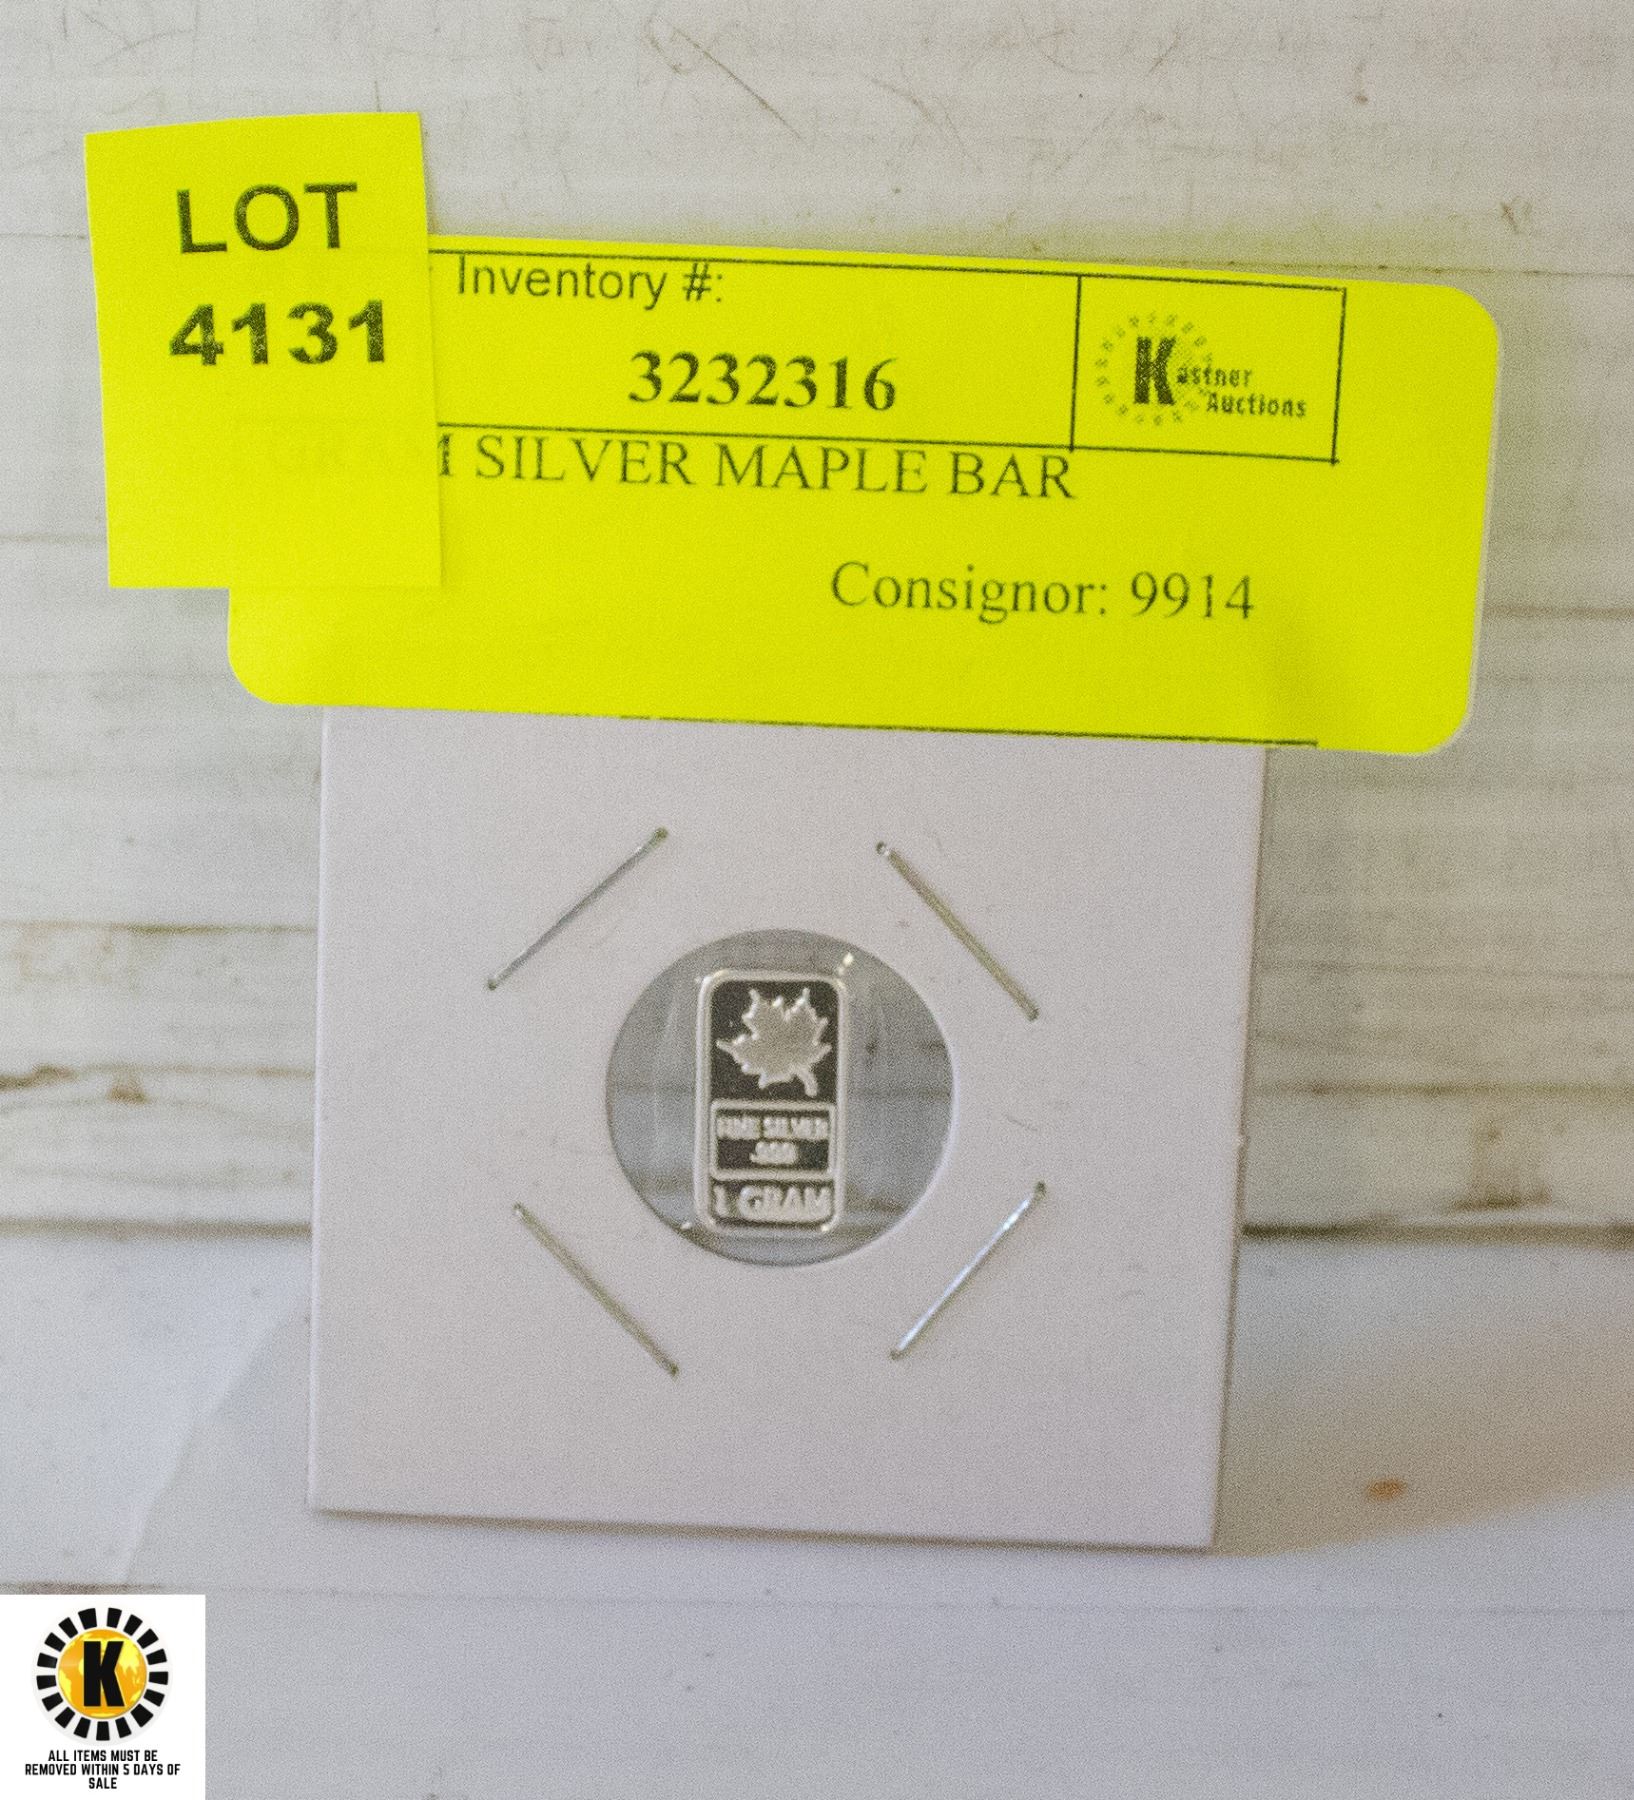 LOT
4131
Inventory #:
3232316
Kastner
Auctions
M SILVER MAPLE BAR
Consignor: 9914
FINE SILVER
.999
1 GRAM
K
ALL ITEMS MUST BE
REMOVED WITHIN 5 DAYS OF
SALE